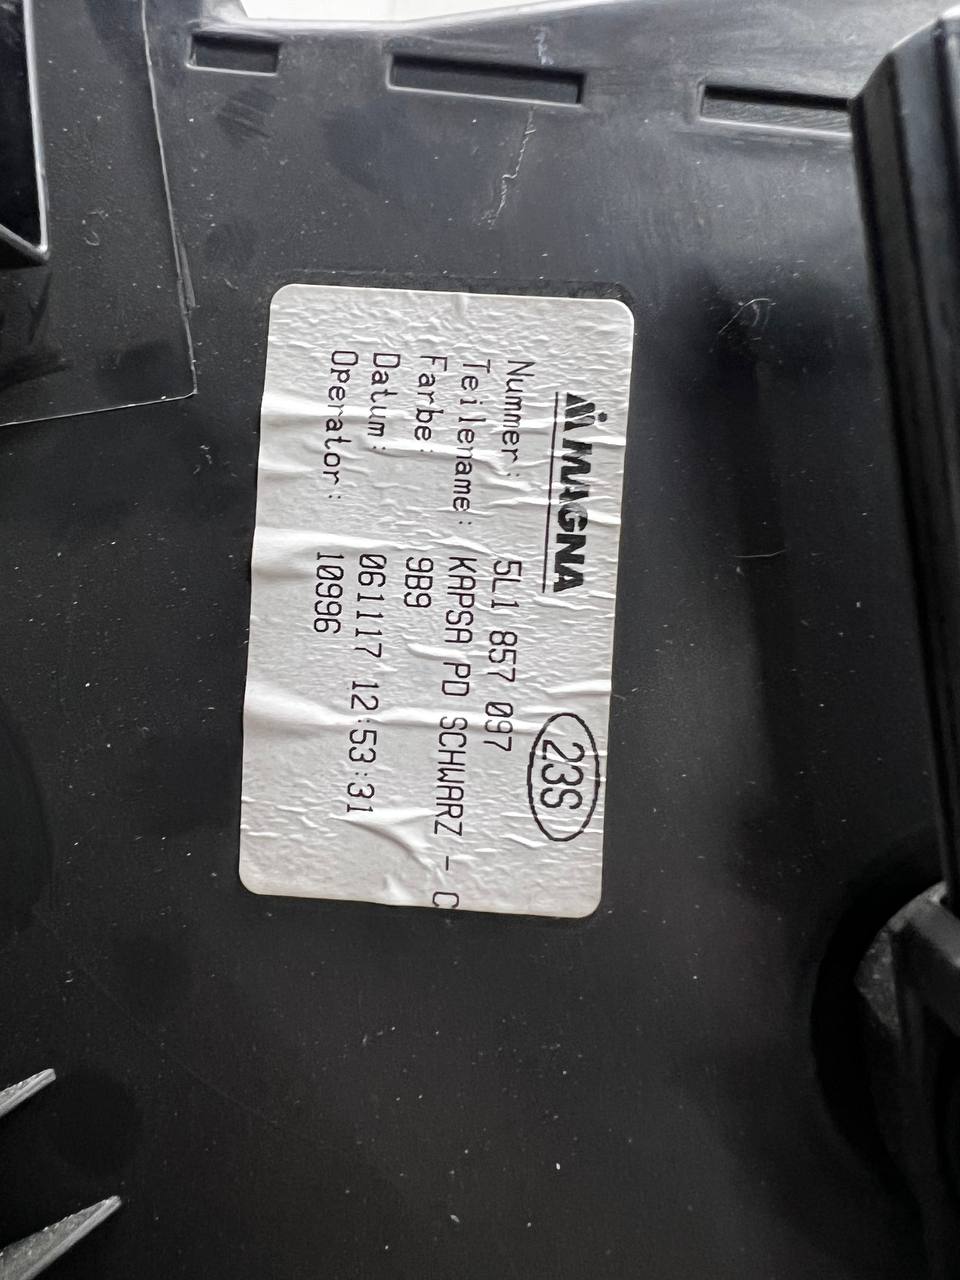 MAGNA
23S
Nummer: 5L1 857 097
Teilename: KAPSA PD SCHWARZ - C
Farbe: 9B9
Datum: 061117 12:53:31
Operator: 10996